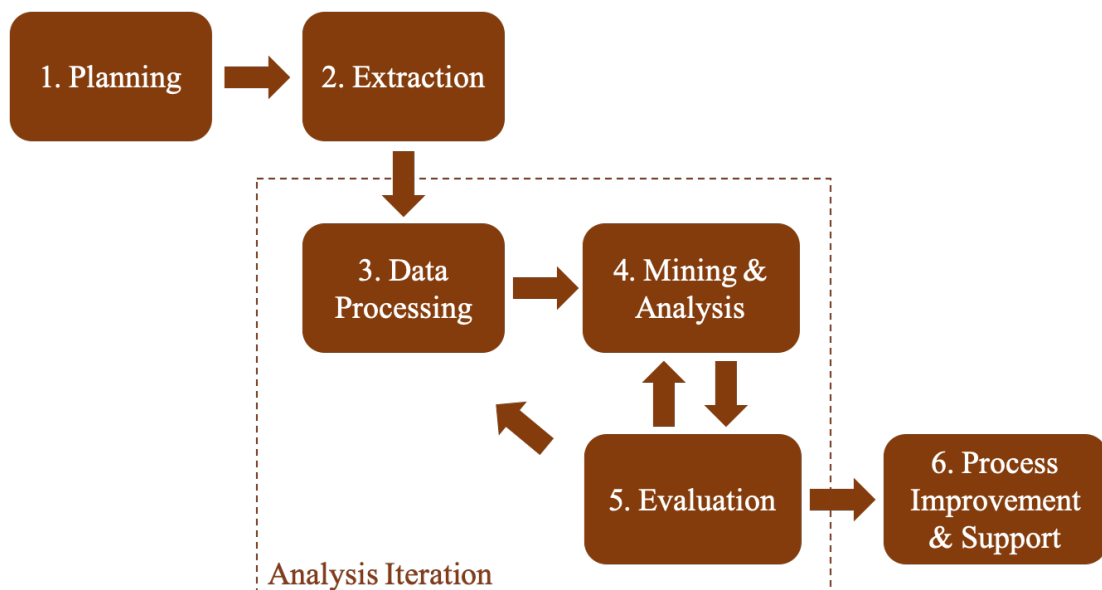 1. Planning
2. Extraction
3. Data
Processing
4. Mining &
Analysis
5. Evaluation
6. Process
Improvement
& Support
Analysis Iteration